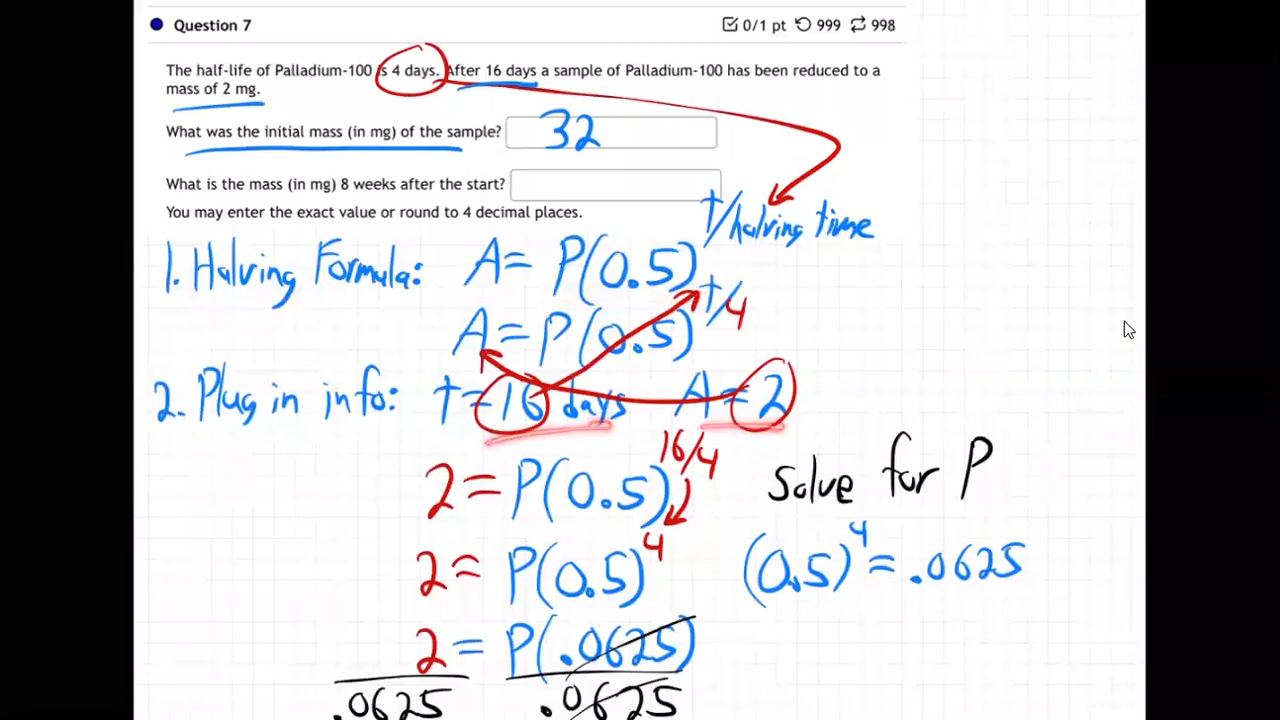 Question 7 0/1 pt 999 998
The half-life of Palladium-100 is 4 days. After 16 days a sample of Palladium-100 has been reduced to a
mass of 2 mg.
What was the initial mass (in mg) of the sample? 32
What is the mass (in mg) 8 weeks after the start?
You may enter the exact value or round to 4 decimal places.
1. Halving Formula: A = P(0.5)^t/halving time
A = P(0.5)^t/4
2. Plug in info: t = 16 days A = 2
2 = P(0.5)^16/4 solve for P
2 = P(0.5)^4 (0.5)^4 = .0625
2 = P(.0625)
.0625 .0625